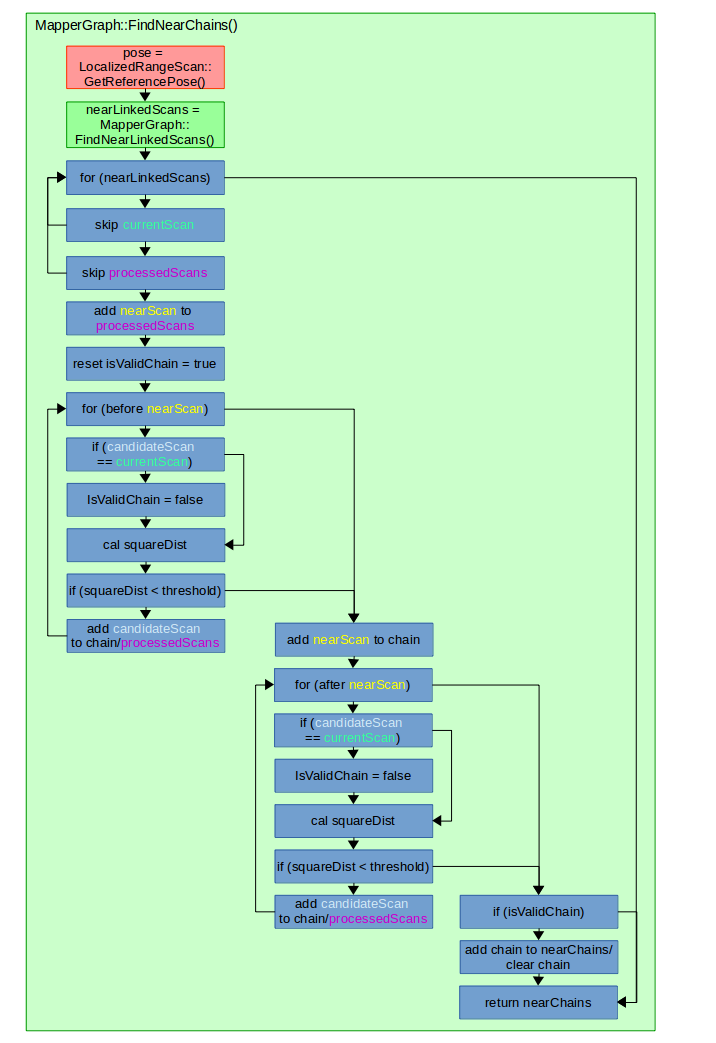 MapperGraph::FindNearChains()
pose =
LocalizedRangeScan::
GetReferencePose()
nearLinkedScans =
MapperGraph::
FindNearLinkedScans()
for (nearLinkedScans)
skip currentScan
skip processedScans
add nearScan to
processedScans
reset isValidChain = true
for (before nearScan)
if (candidateScan
== currentScan)
IsValidChain = false
cal squareDist
if (squareDist < threshold)
add candidateScan
to chain/processedScans
add nearScan to chain
for (after nearScan)
if (candidateScan
== currentScan)
IsValidChain = false
cal squareDist
if (squareDist < threshold)
add candidateScan
to chain/processedScans
if (isValidChain)
add chain to nearChains/
clear chain
return nearChains